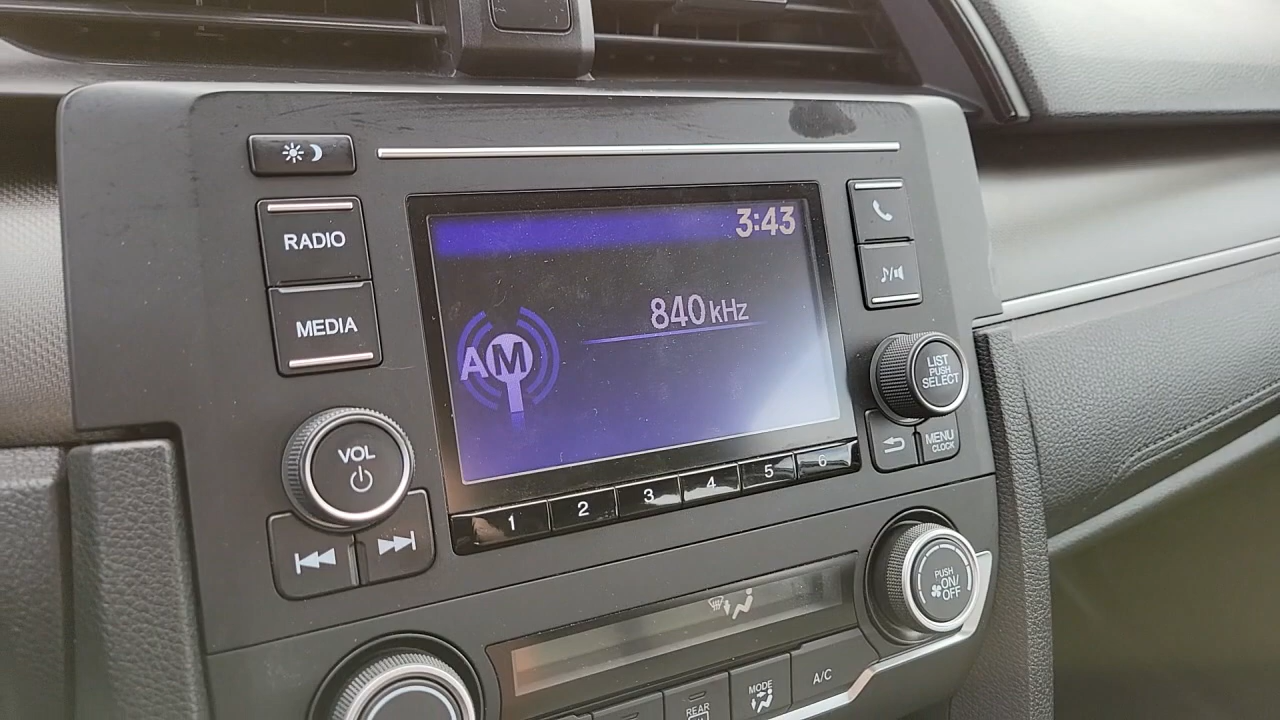 3:43
RADIO
MEDIA
840 kHz
AM
LIST
PUSH
SELECT
MENU
CLOCK
VOL
1 2 3 4 5 6
PUSH
ON/
OFF
MODE
A/C
REAR